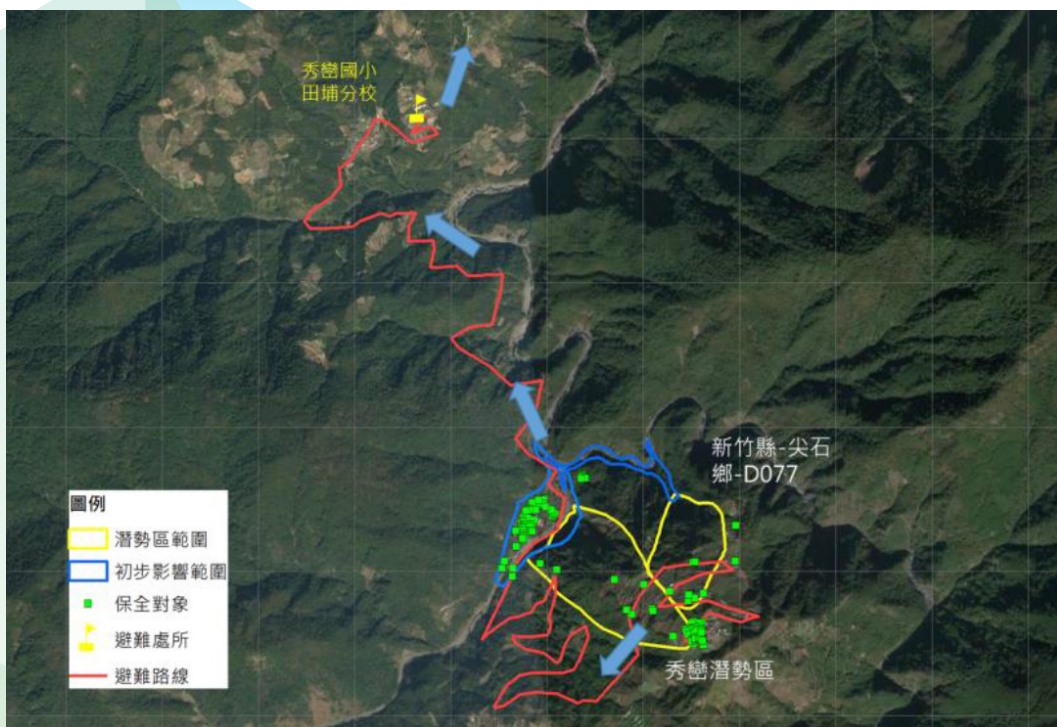 秀巒國小
田埔分校
新竹縣-尖石
鄉-D077
圖例
潛勢區範圍
初步影響範圍
保全對象
避難處所
避難路線
秀巒潛勢區